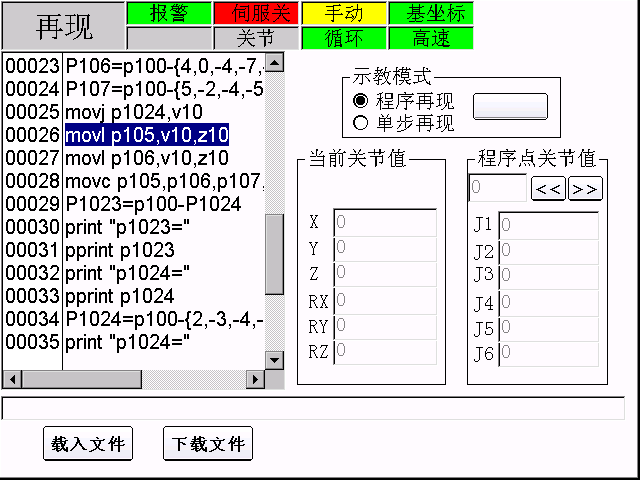 再现
报警 伺服关 手动 基坐标
关节 循环 高速
00023 P106=p100-{4,0,-4,-7,
00024 P107=p100-{5,-2,-4,-5
00025 movj p1024,v10
00026 movl p105,v10,z10
00027 movl p106,v10,z10
00028 movc p105,p106,p107,
00029 P1023=p100-P1024
00030 print "p1023="
00031 pprint p1023
00032 print "p1024="
00033 pprint p1024
00034 P1024=p100-{2,-3,-4,-
00035 print "p1024="
示教模式
程序再现
单步再现
当前关节值
X 0
Y 0
Z 0
RX 0
RY 0
RZ 0
程序点关节值
0 << >>
J1 0
J2 0
J3 0
J4 0
J5 0
J6 0
载入文件 下载文件